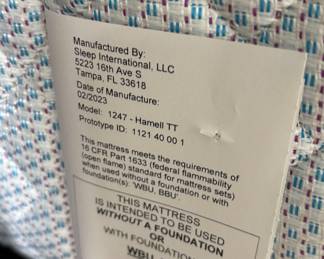 Manufactured By:
Sleep International, LLC
5223 16th Ave S
Tampa, FL 33618
Date of Manufacture:
02/2023
Model: 1247 - Hamell TT
Prototype ID: 1121 40 00 1
This mattress meets the requirements of
16 CFR Part 1633 (federal flammability
(open flame) standard for mattress sets)
when used without a foundation or with
foundation(s): 'WBU, BBU'
THIS MATTRESS
IS INTENDED TO BE USED
WITHOUT A FOUNDATION
OR
WITH FOUNDATION
WBU